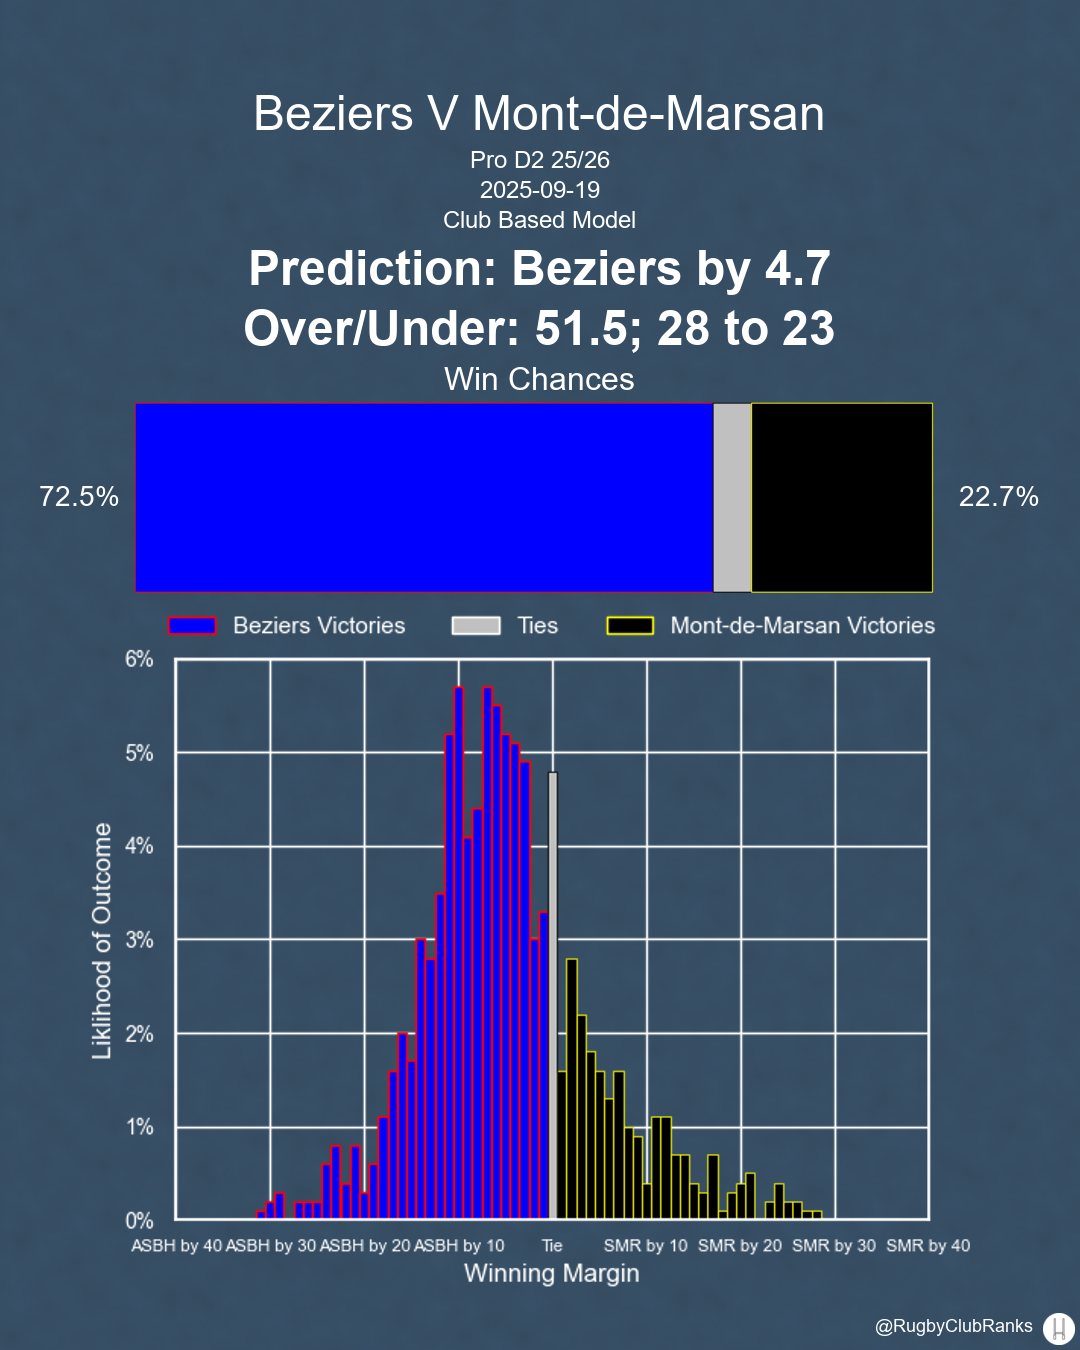 Beziers V Mont-de-Marsan
Pro D2 25/26
2025-09-19
Club Based Model
Prediction: Beziers by 4.7
Over/Under: 51.5; 28 to 23
Win Chances
72.5%
22.7%
Beziers Victories
Ties
Mont-de-Marsan Victories
6%
5%
4%
3%
2%
1%
0%
Liklihood of Outcome
ASBH by 40
ASBH by 30
ASBH by 20
ASBH by 10
Tie
SMR by 10
SMR by 20
SMR by 30
SMR by 40
Winning Margin
@RugbyClubRanks